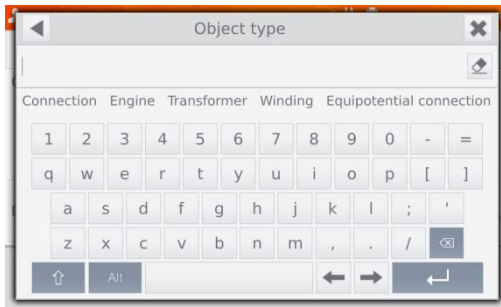 Object type
Connection Engine Transformer Winding Equipotential connection
1 2 3 4 5 6 7 8 9 0 - =
q w e r t y u i o p [ ]
a s d f g h j k l ; '
z x c v b n m , . /
Alt